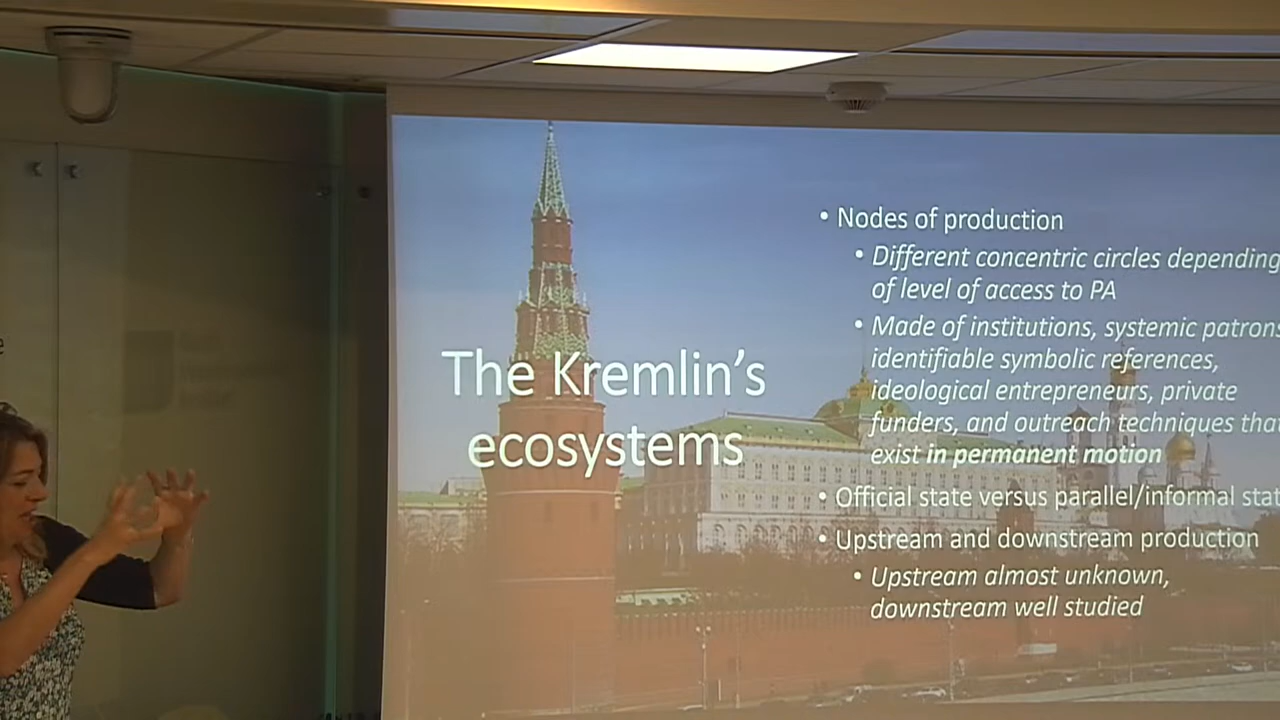 The Kremlin's
ecosystems
• Nodes of production
• Different concentric circles depending
of level of access to PA
• Made of institutions, systemic patrons
identifiable symbolic references,
ideological entrepreneurs, private
funders, and outreach techniques that
exist in permanent motion
• Official state versus parallel/informal stat
• Upstream and downstream production
• Upstream almost unknown,
downstream well studied